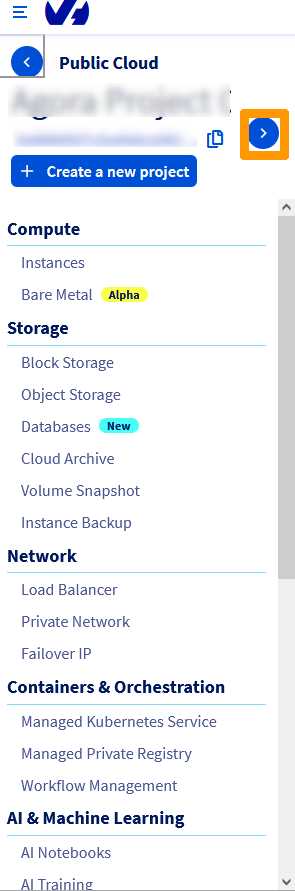 Public Cloud
Agora Project
Create a new project
Compute
Instances
Bare Metal Alpha
Storage
Block Storage
Object Storage
Databases New
Cloud Archive
Volume Snapshot
Instance Backup
Network
Load Balancer
Private Network
Failover IP
Containers & Orchestration
Managed Kubernetes Service
Managed Private Registry
Workflow Management
AI & Machine Learning
AI Notebooks
AI Training